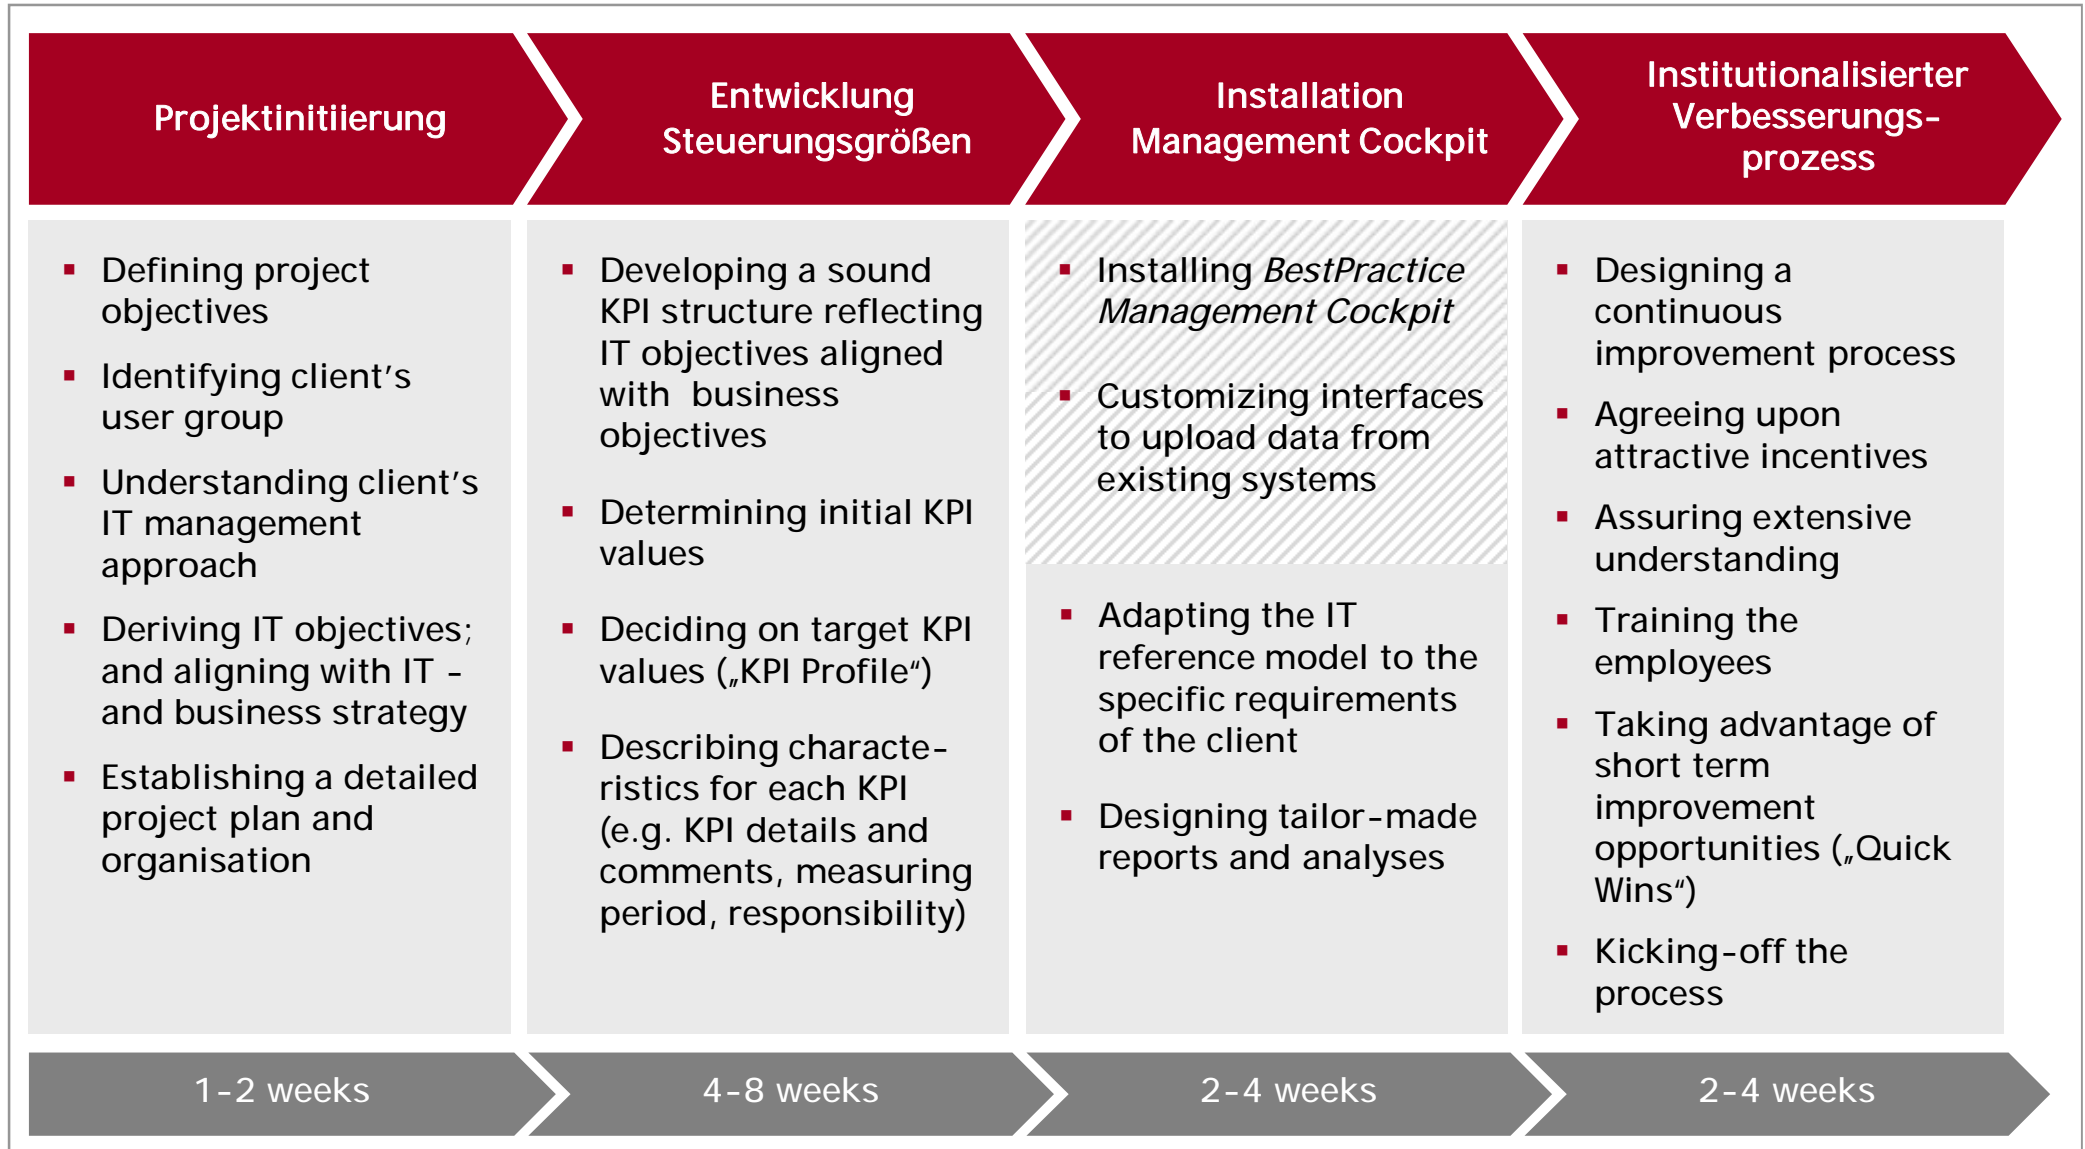 Projektinitiierung
Entwicklung
Steuerungsgrößen
Installation
Management Cockpit
Institutionalisierter
Verbesserungs-
prozess
▪ Defining project
objectives
▪ Identifying client's
user group
▪ Understanding client's
IT management
approach
▪ Deriving IT objectives;
and aligning with IT -
and business strategy
▪ Establishing a detailed
project plan and
organisation
▪ Developing a sound
KPI structure reflecting
IT objectives aligned
with business
objectives
▪ Determining initial KPI
values
▪ Deciding on target KPI
values („KPI Profile“)
▪ Describing characte-
ristics for each KPI
(e.g. KPI details and
comments, measuring
period, responsibility)
▪ Installing BestPractice
Management Cockpit
▪ Customizing interfaces
to upload data from
existing systems
▪ Adapting the IT
reference model to the
specific requirements
of the client
▪ Designing tailor-made
reports and analyses
▪ Designing a
continuous
improvement process
▪ Agreeing upon
attractive incentives
▪ Assuring extensive
understanding
▪ Training the
employees
▪ Taking advantage of
short term
improvement
opportunities („Quick
Wins“)
▪ Kicking-off the
process
1-2 weeks
4-8 weeks
2-4 weeks
2-4 weeks